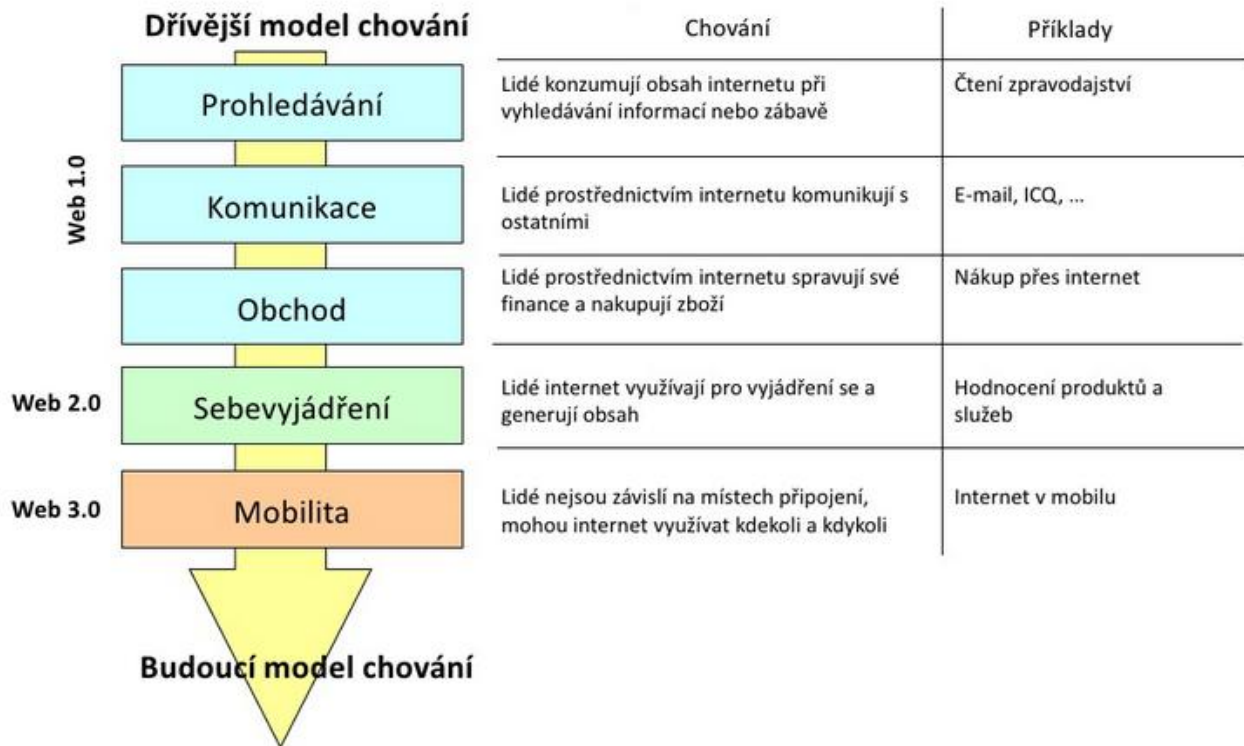 Dřívější model chování
Chování
Příklady
Web 1.0
Prohledávání
Lidé konzumují obsah internetu při
vyhledávání informací nebo zábavě
Čtení zpravodajství
Komunikace
Lidé prostřednictvím internetu komunikují s
ostatními
E-mail, ICQ, ...
Obchod
Lidé prostřednictvím internetu spravují své
finance a nakupují zboží
Nákup přes internet
Web 2.0
Sebevyjádření
Lidé internet využívají pro vyjádření se a
generují obsah
Hodnocení produktů a
služeb
Web 3.0
Mobilita
Lidé nejsou závislí na místech připojení,
mohou internet využívat kdekoli a kdykoli
Internet v mobilu
Budoucí model chování